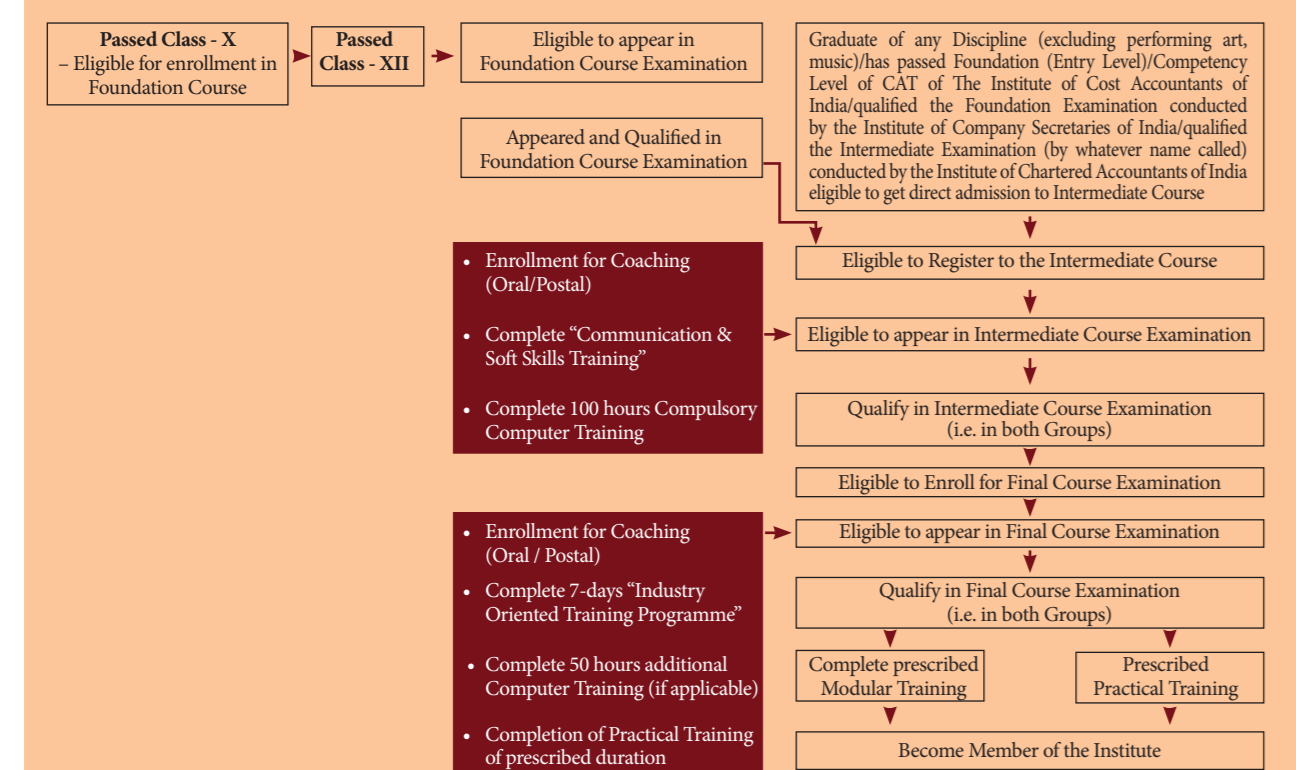 Passed Class - X
– Eligible for enrollment in
Foundation Course
Passed
Class - XII
Eligible to appear in
Foundation Course Examination
Appeared and Qualified in
Foundation Course Examination
Graduate of any Discipline (excluding performing art,
music)/has passed Foundation (Entry Level)/Competency
Level of CAT of The Institute of Cost Accountants of
India/qualified the Foundation Examination conducted
by the Institute of Company Secretaries of India/qualified
the Intermediate Examination (by whatever name called)
conducted by the Institute of Chartered Accountants of India
eligible to get direct admission to Intermediate Course
Eligible to Register to the Intermediate Course
• Enrollment for Coaching
(Oral/Postal)
• Complete “Communication &
Soft Skills Training”
• Complete 100 hours Compulsory
Computer Training
Eligible to appear in Intermediate Course Examination
Qualify in Intermediate Course Examination
(i.e. in both Groups)
Eligible to Enroll for Final Course Examination
• Enrollment for Coaching
(Oral / Postal)
• Complete 7-days “Industry
Oriented Training Programme”
• Complete 50 hours additional
Computer Training (if applicable)
• Completion of Practical Training
of prescribed duration
Eligible to appear in Final Course Examination
Qualify in Final Course Examination
(i.e. in both Groups)
Complete prescribed
Modular Training
Prescribed
Practical Training
Become Member of the Institute